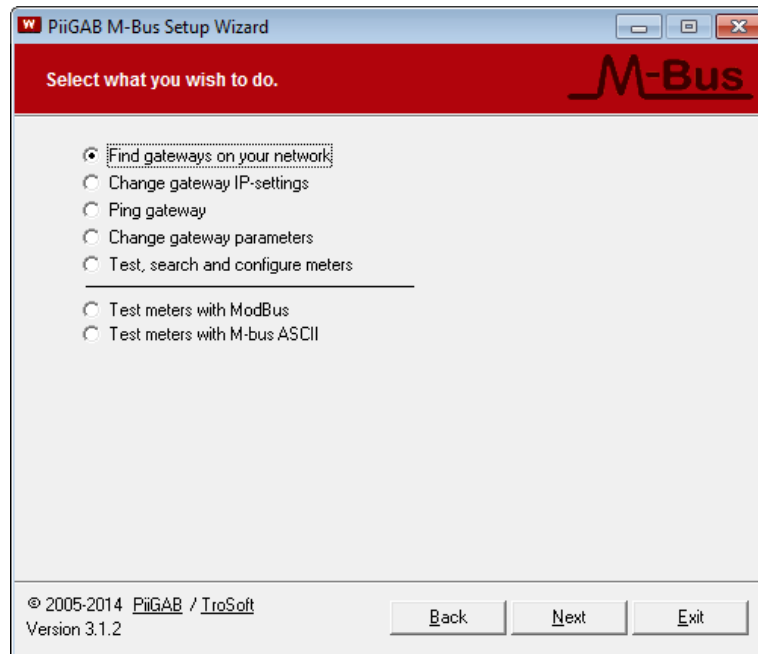 W PiiGAB M-Bus Setup Wizard
Select what you wish to do.
M-Bus
Find gateways on your network
Change gateway IP-settings
Ping gateway
Change gateway parameters
Test, search and configure meters
Test meters with ModBus
Test meters with M-bus ASCII
© 2005-2014 PiiGAB / TroSoft
Version 3.1.2
Back Next Exit